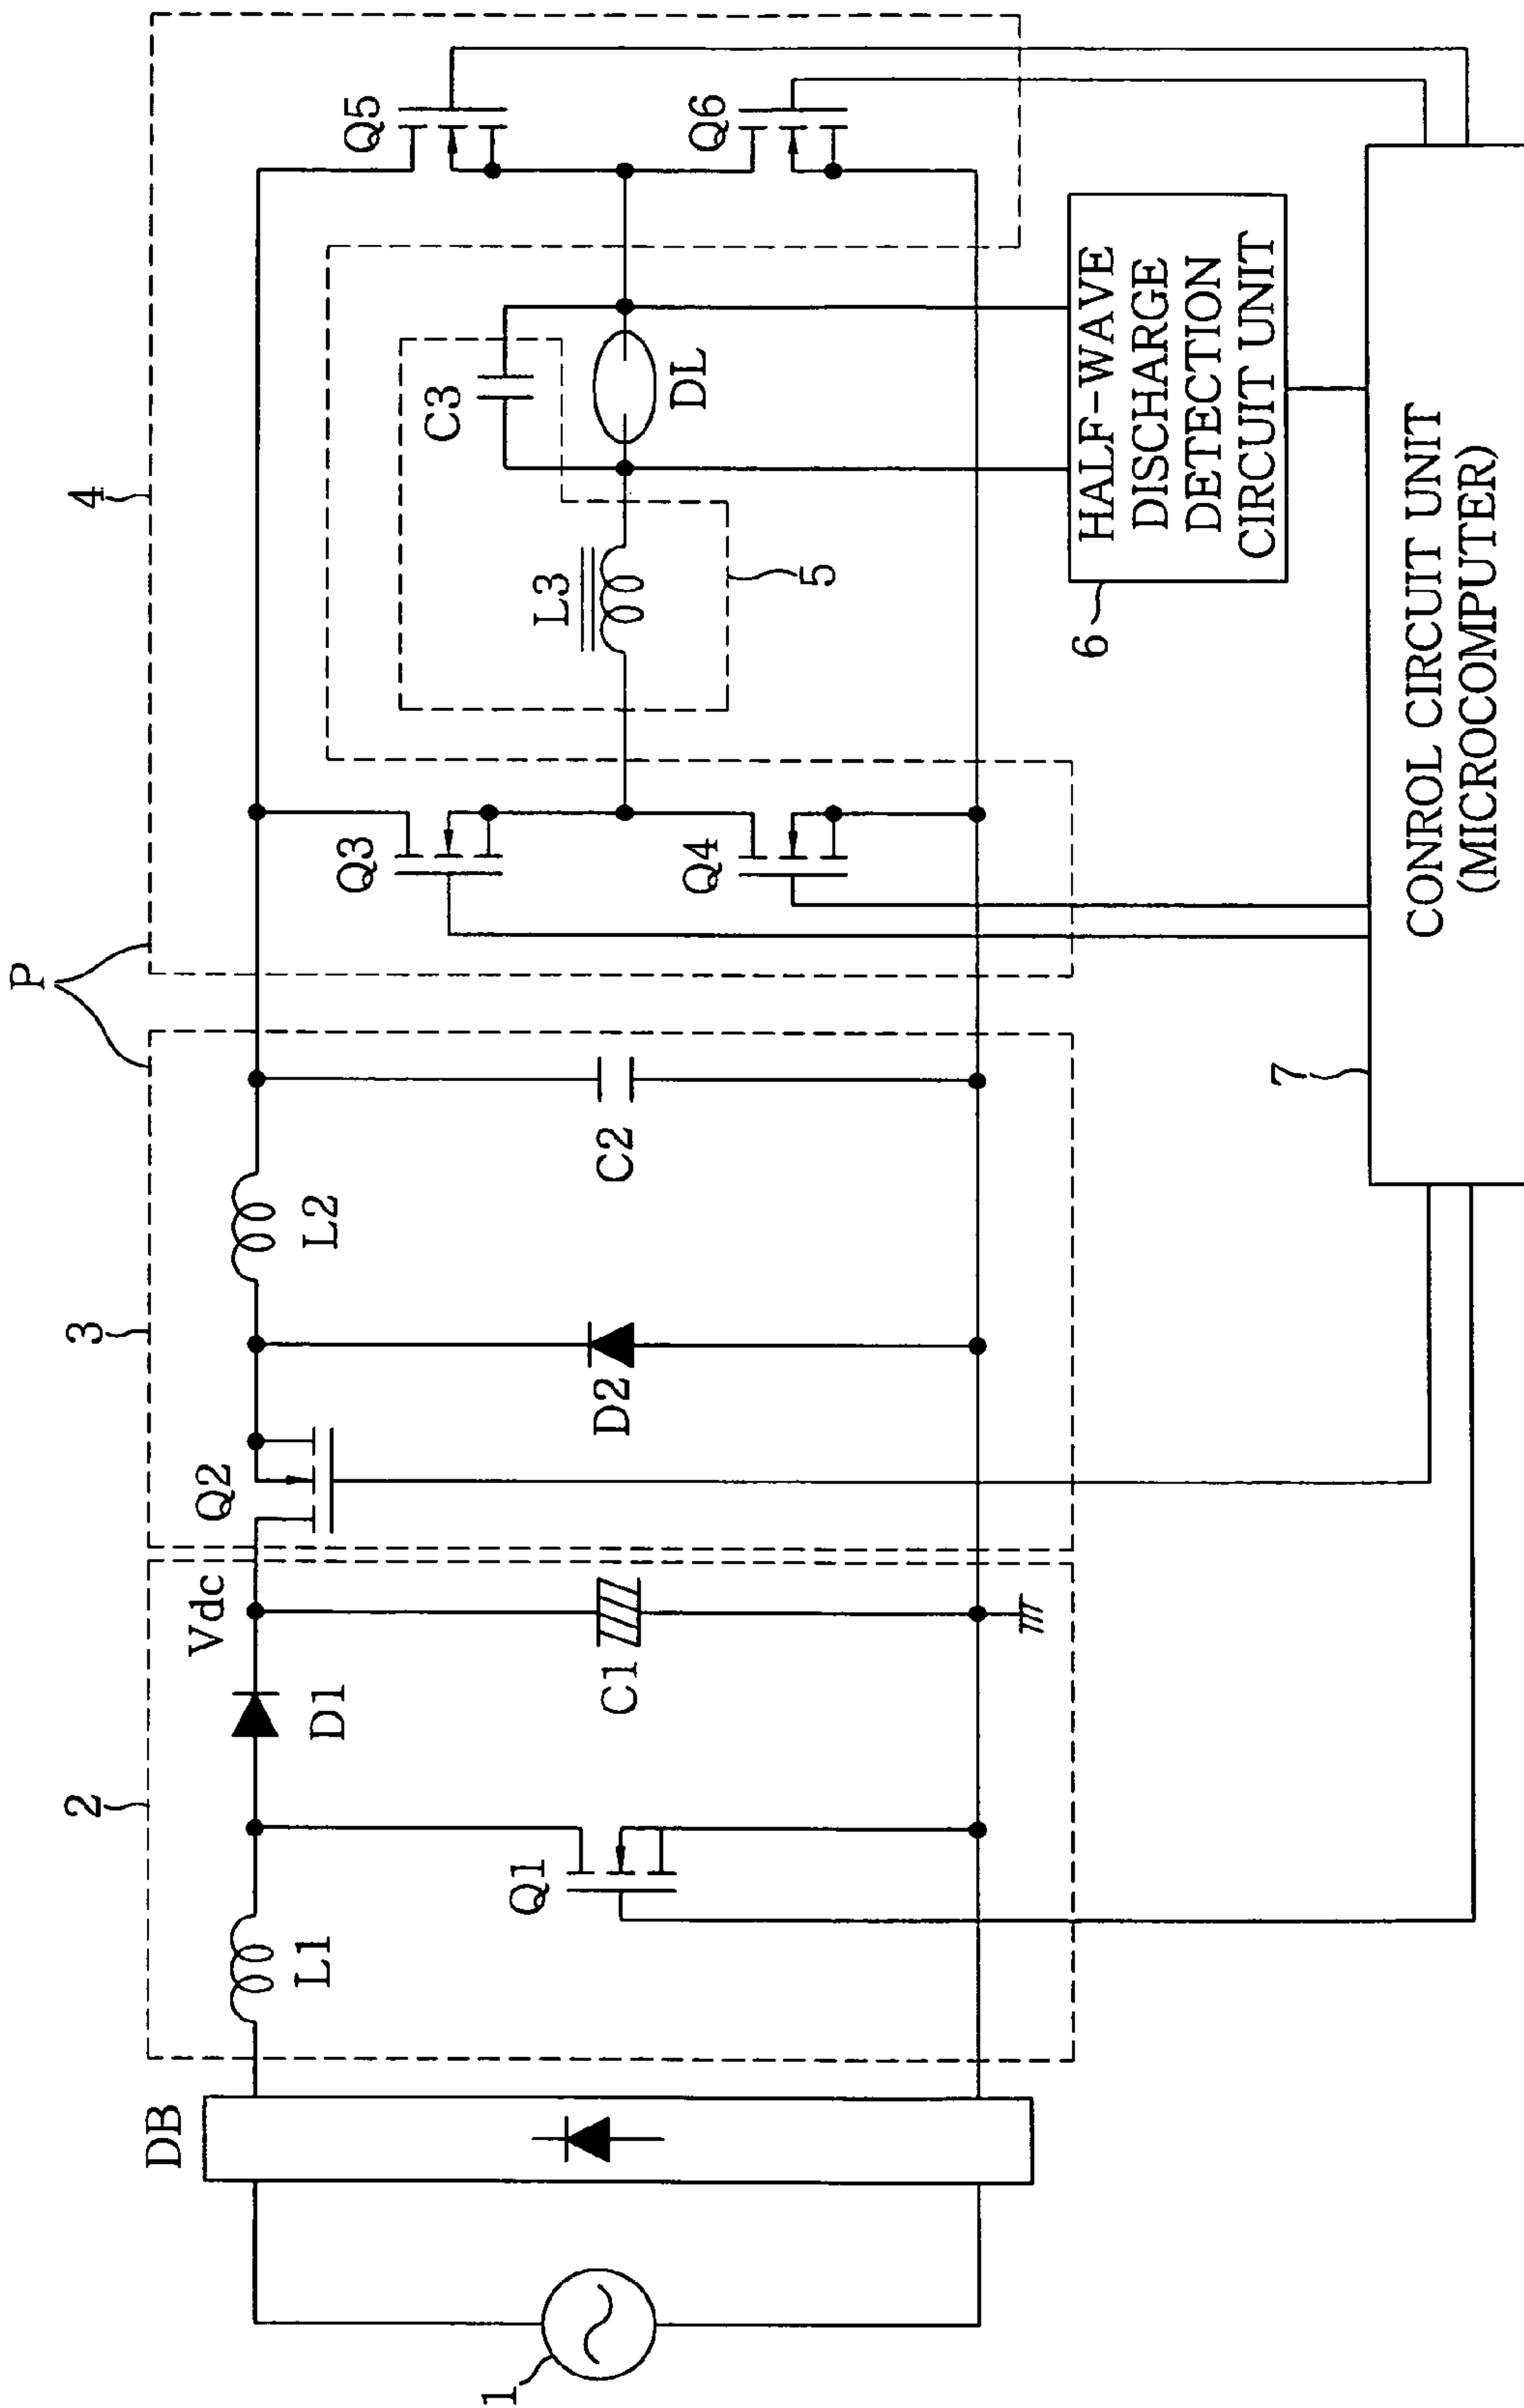 P
2
3
4
DB
L1
D1
Vdc
Q2
L2
Q1
C1
D2
C2
Q3
Q4
L3
C3
DL
5
Q5
Q6
1
6
HALF-WAVE
DISCHARGE
DETECTION
CIRCUIT UNIT
7
CONROL CIRCUIT UNIT
(MICROCOMPUTER)